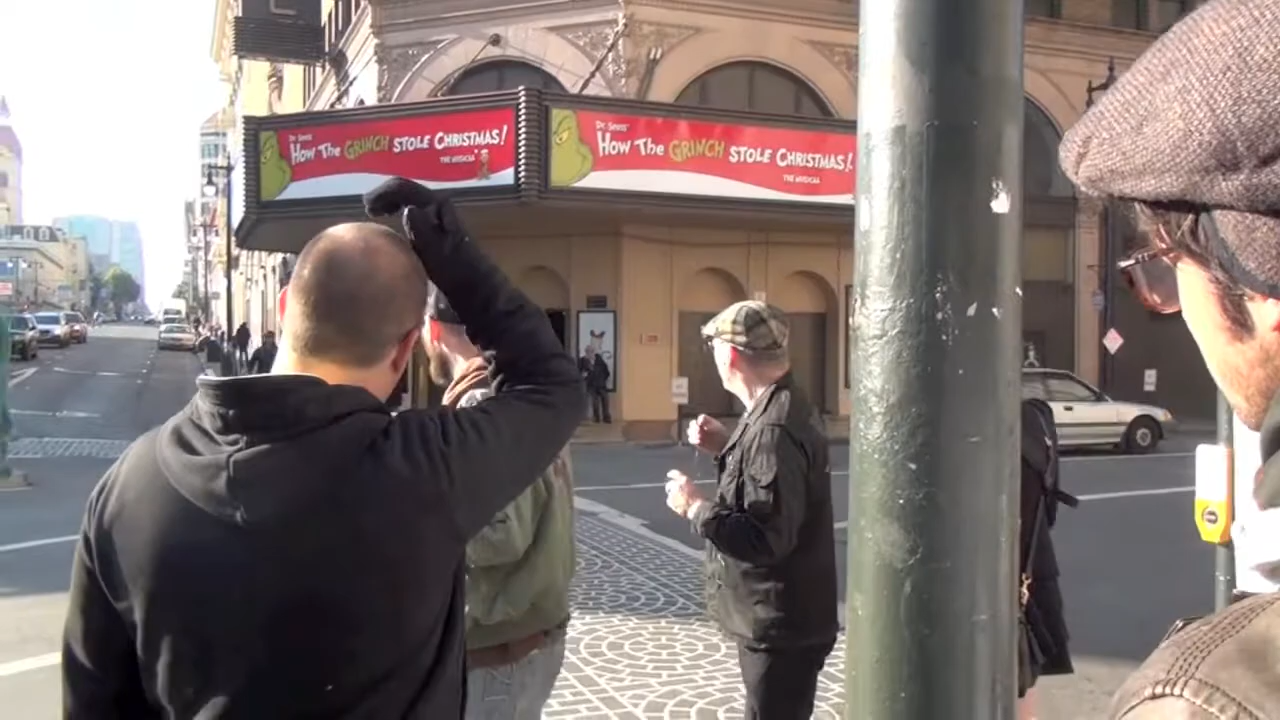 Dr. Seuss'
How The GRINCH STOLE CHRISTMAS!
THE MUSICAL
Dr. Seuss'
How The GRINCH STOLE CHRISTMAS!
THE MUSICAL